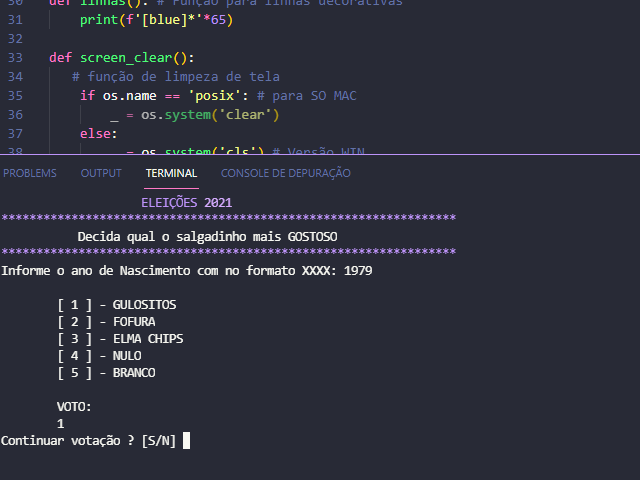 30 def linhas(): # Função para linhas decorativas
31 print(f'[blue]*'*65)
32
33 def screen_clear():
34 # função de limpeza de tela
35 if os.name == 'posix': # para SO MAC
36 _ = os.system('clear')
37 else:
38 _ = os.system('cls') # Versão WIN
PROBLEMS OUTPUT TERMINAL CONSOLE DE DEPURAÇÃO
ELEIÇÕES 2021
*****************************************************************
Decida qual o salgadinho mais GOSTOSO
*****************************************************************
Informe o ano de Nascimento com no formato XXXX: 1979
[ 1 ] - GULOSITOS
[ 2 ] - FOFURA
[ 3 ] - ELMA CHIPS
[ 4 ] - NULO
[ 5 ] - BRANCO
VOTO:
1
Continuar votação ? [S/N]